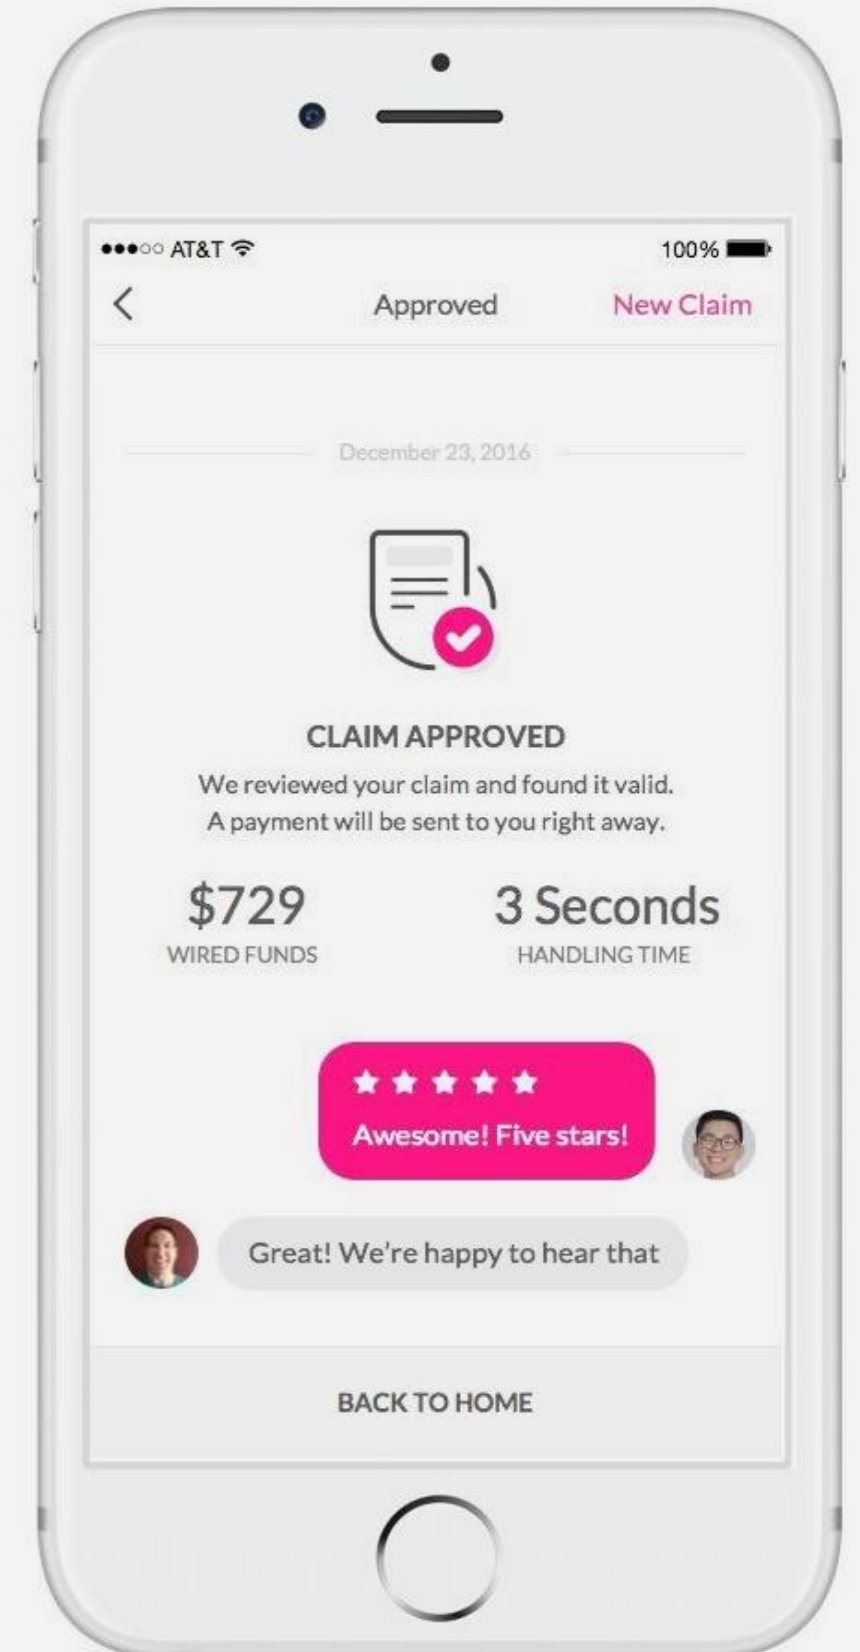 AT&T 100%
Approved New Claim
December 23, 2016
CLAIM APPROVED
We reviewed your claim and found it valid.
A payment will be sent to you right away.
$729 3 Seconds
WIRED FUNDS HANDLING TIME
Awesome! Five stars!
Great! We're happy to hear that
BACK TO HOME